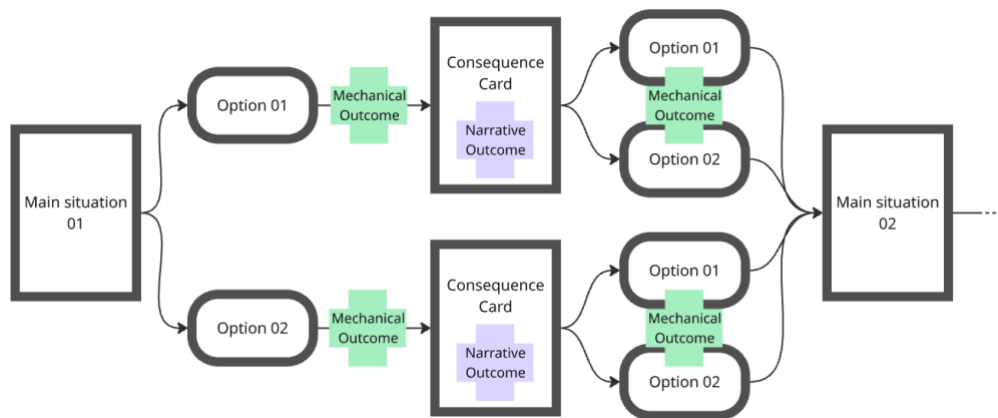 Main situation
01
Option 01
Mechanical
Outcome
Consequence
Card
Narrative
Outcome
Option 01
Mechanical
Outcome
Option 02
Option 02
Mechanical
Outcome
Consequence
Card
Narrative
Outcome
Option 01
Mechanical
Outcome
Option 02
Main situation
02